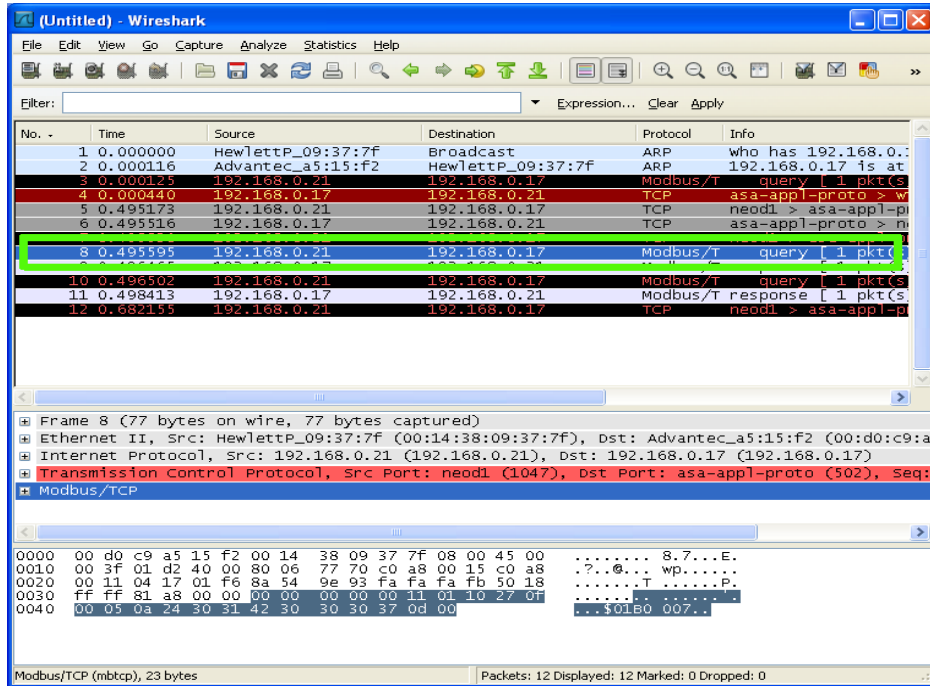 (Untitled) - Wireshark
File Edit View Go Capture Analyze Statistics Help
»
Filter: Expression... Clear Apply
No. - Time Source Destination Protocol Info
1 0.000000 HewlettP_09:37:7f Broadcast ARP who has 192.168.0.
2 0.000116 Advantec_a5:15:f2 HewlettP_09:37:7f ARP 192.168.0.17 is at
3 0.000125 192.168.0.21 192.168.0.17 Modbus/T query [ 1 pkt(s
4 0.000440 192.168.0.17 192.168.0.21 TCP asa-appl-proto > w
5 0.495173 192.168.0.21 192.168.0.17 TCP neod1 > asa-appl-p
6 0.495516 192.168.0.17 192.168.0.21 TCP asa-appl-proto > n
8 0.495595 192.168.0.21 192.168.0.17 Modbus/T query [ 1 pkt(s
10 0.496502 192.168.0.21 192.168.0.17 Modbus/T query [ 1 pkt(s
11 0.498413 192.168.0.17 192.168.0.21 Modbus/T response [ 1 pkt(s
12 0.682155 192.168.0.21 192.168.0.17 TCP neod1 > asa-appl-p
Frame 8 (77 bytes on wire, 77 bytes captured)
Ethernet II, Src: HewlettP_09:37:7f (00:14:38:09:37:7f), Dst: Advantec_a5:15:f2 (00:d0:c9:a
Internet Protocol, Src: 192.168.0.21 (192.168.0.21), Dst: 192.168.0.17 (192.168.0.17)
Transmission Control Protocol, Src Port: neod1 (1047), Dst Port: asa-appl-proto (502), Seq:
Modbus/TCP
0000 00 d0 c9 a5 15 f2 00 14 38 09 37 7f 08 00 45 00 ........ 8.7...E.
0010 00 3f 01 d2 40 00 80 06 77 70 c0 a8 00 15 c0 a8 .?..@... wp......
0020 00 11 04 17 01 f6 8a 54 9e 93 fa fa fa fb 50 18 .......T ......P.
0030 ff ff 81 a8 00 00 00 00 00 00 00 11 01 10 27 0f ........ ......'.
0040 00 05 0a 24 30 31 42 30 30 30 37 0d 00 ...$01B0 007..
Modbus/TCP (mbtcp), 23 bytes Packets: 12 Displayed: 12 Marked: 0 Dropped: 0